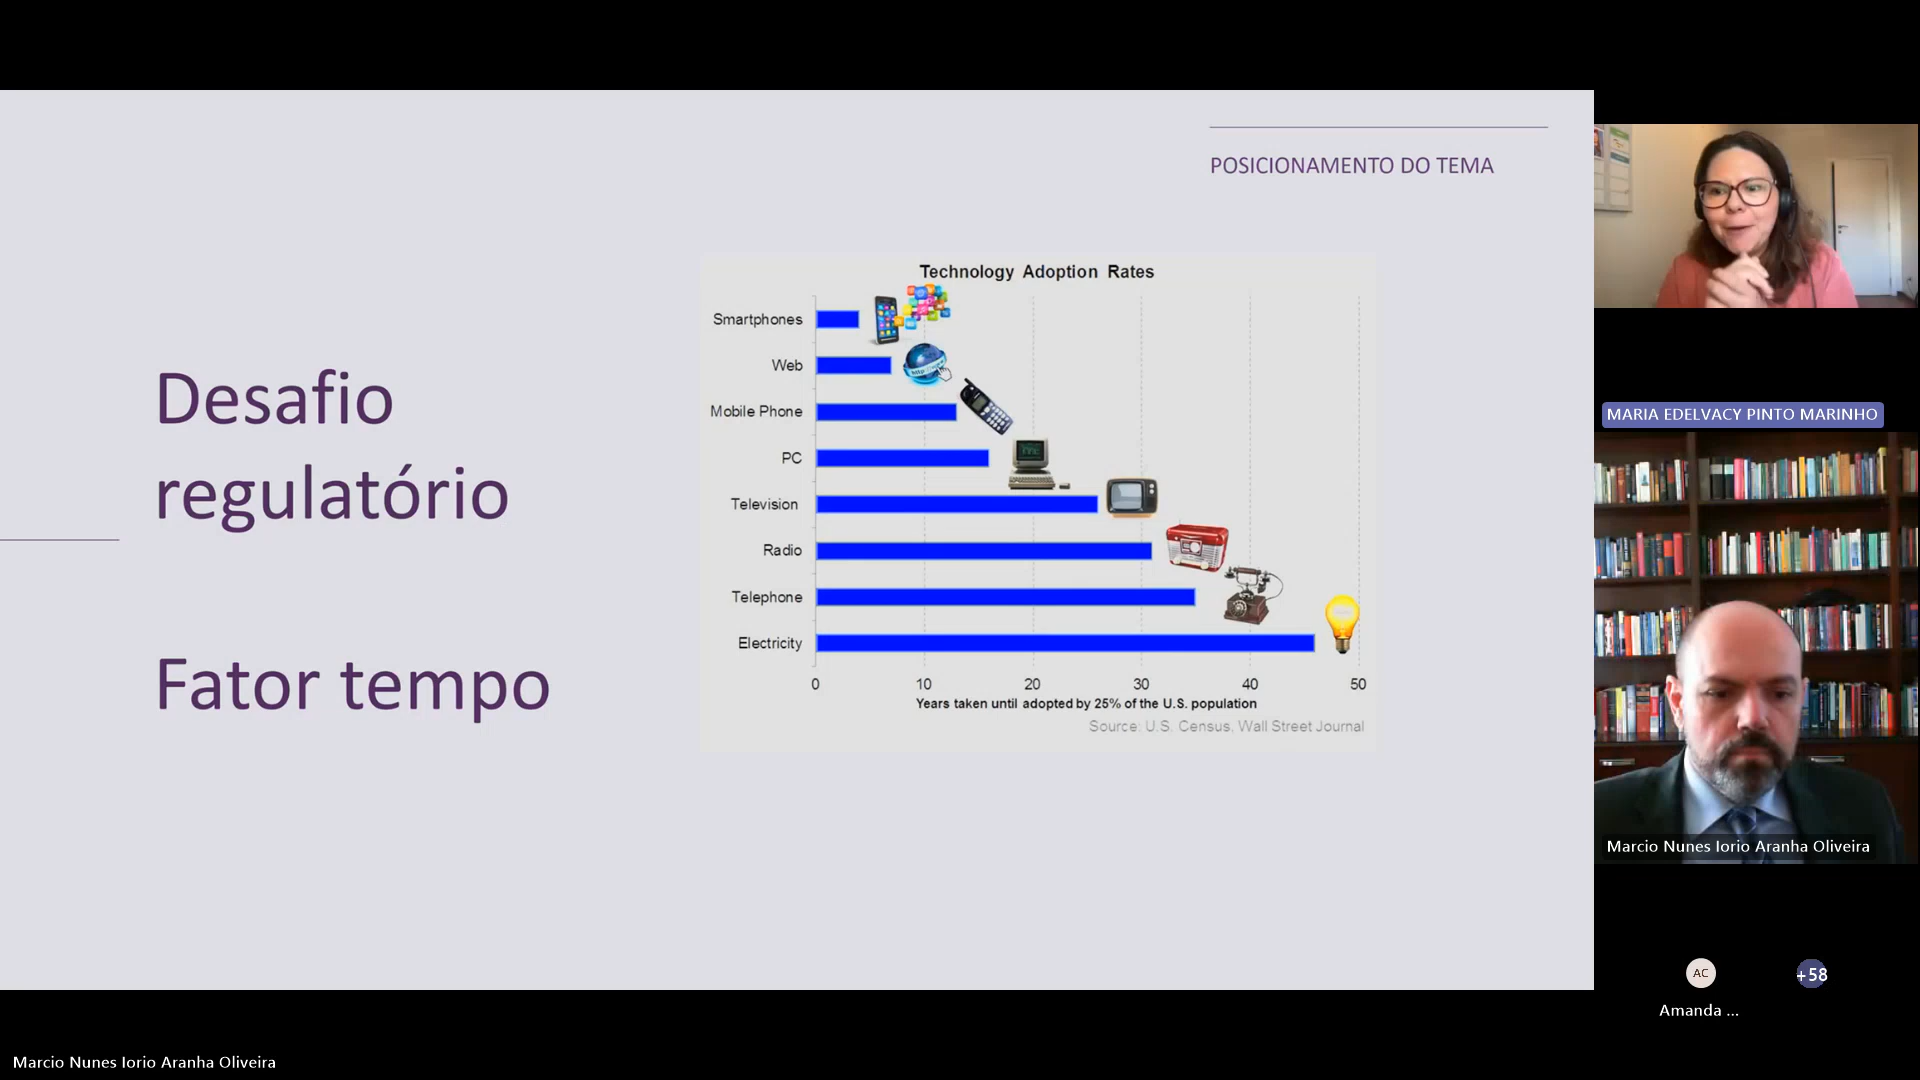 POSICIONAMENTO DO TEMA
Desafio
regulatório
Fator tempo
Technology Adoption Rates
Smartphones
Web
Mobile Phone
PC
Television
Radio
Telephone
Electricity
0 10 20 30 40 50
Years taken until adopted by 25% of the U.S. population
Source: U.S. Census, Wall Street Journal
MARIA EDELVACY PINTO MARINHO
Marcio Nunes Iorio Aranha Oliveira
AC
+58
Amanda ...
Marcio Nunes Iorio Aranha Oliveira